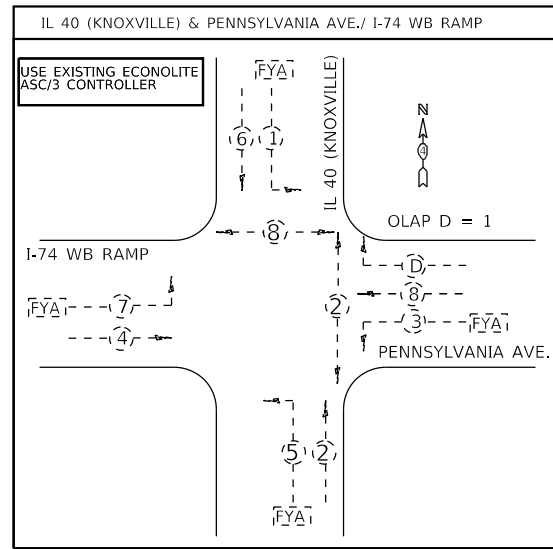 IL 40 (KNOXVILLE) & PENNSYLVANIA AVE./ I-74 WB RAMP
USE EXISTING ECONOLITE
ASC/3 CONTROLLER
FYA
IL 40 (KNOXVILLE)
N
4
6
1
OLAP D = 1
8
I-74 WB RAMP
D
7
FYA
2
8
4
3
FYA
PENNSYLVANIA AVE.
5
2
FYA